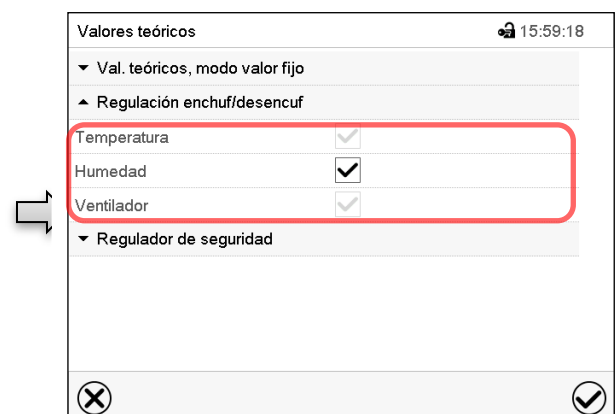 Valores teóricos 15:59:18
Val. teóricos, modo valor fijo
Regulación enchuf/desencuf
Temperatura
Humedad
Ventilador
Regulador de seguridad